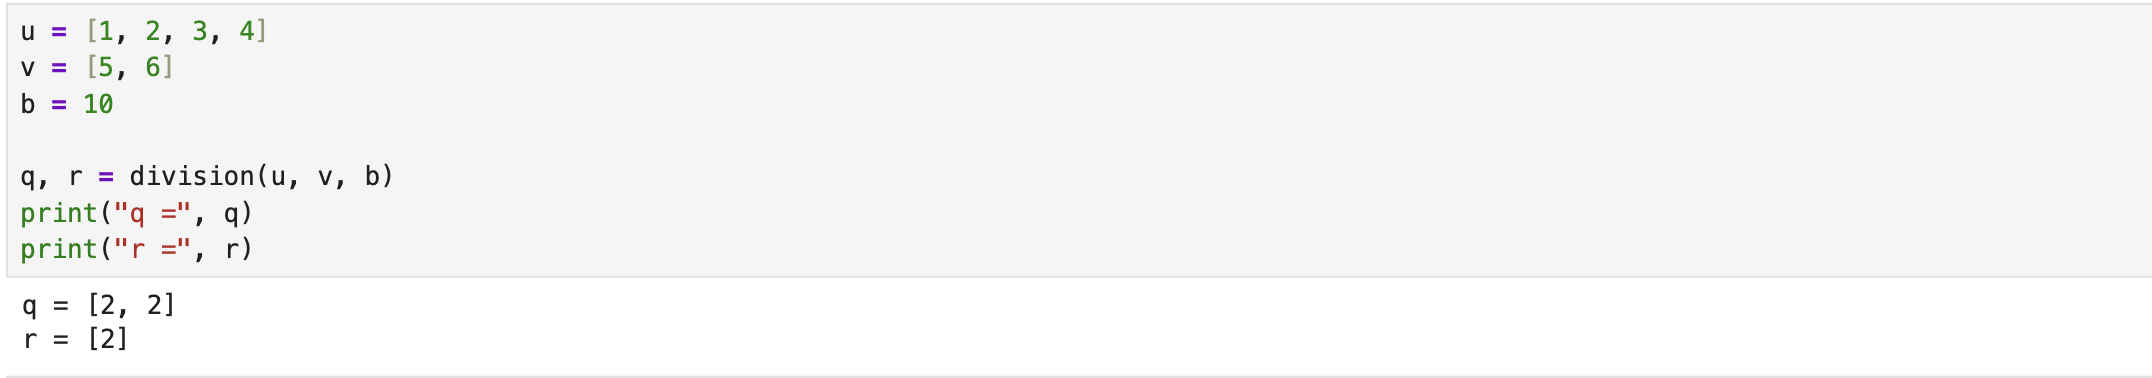 u = [1, 2, 3, 4]
v = [5, 6]
b = 10
q, r = division(u, v, b)
print("q =", q)
print("r =", r)
q = [2, 2]
r = [2]